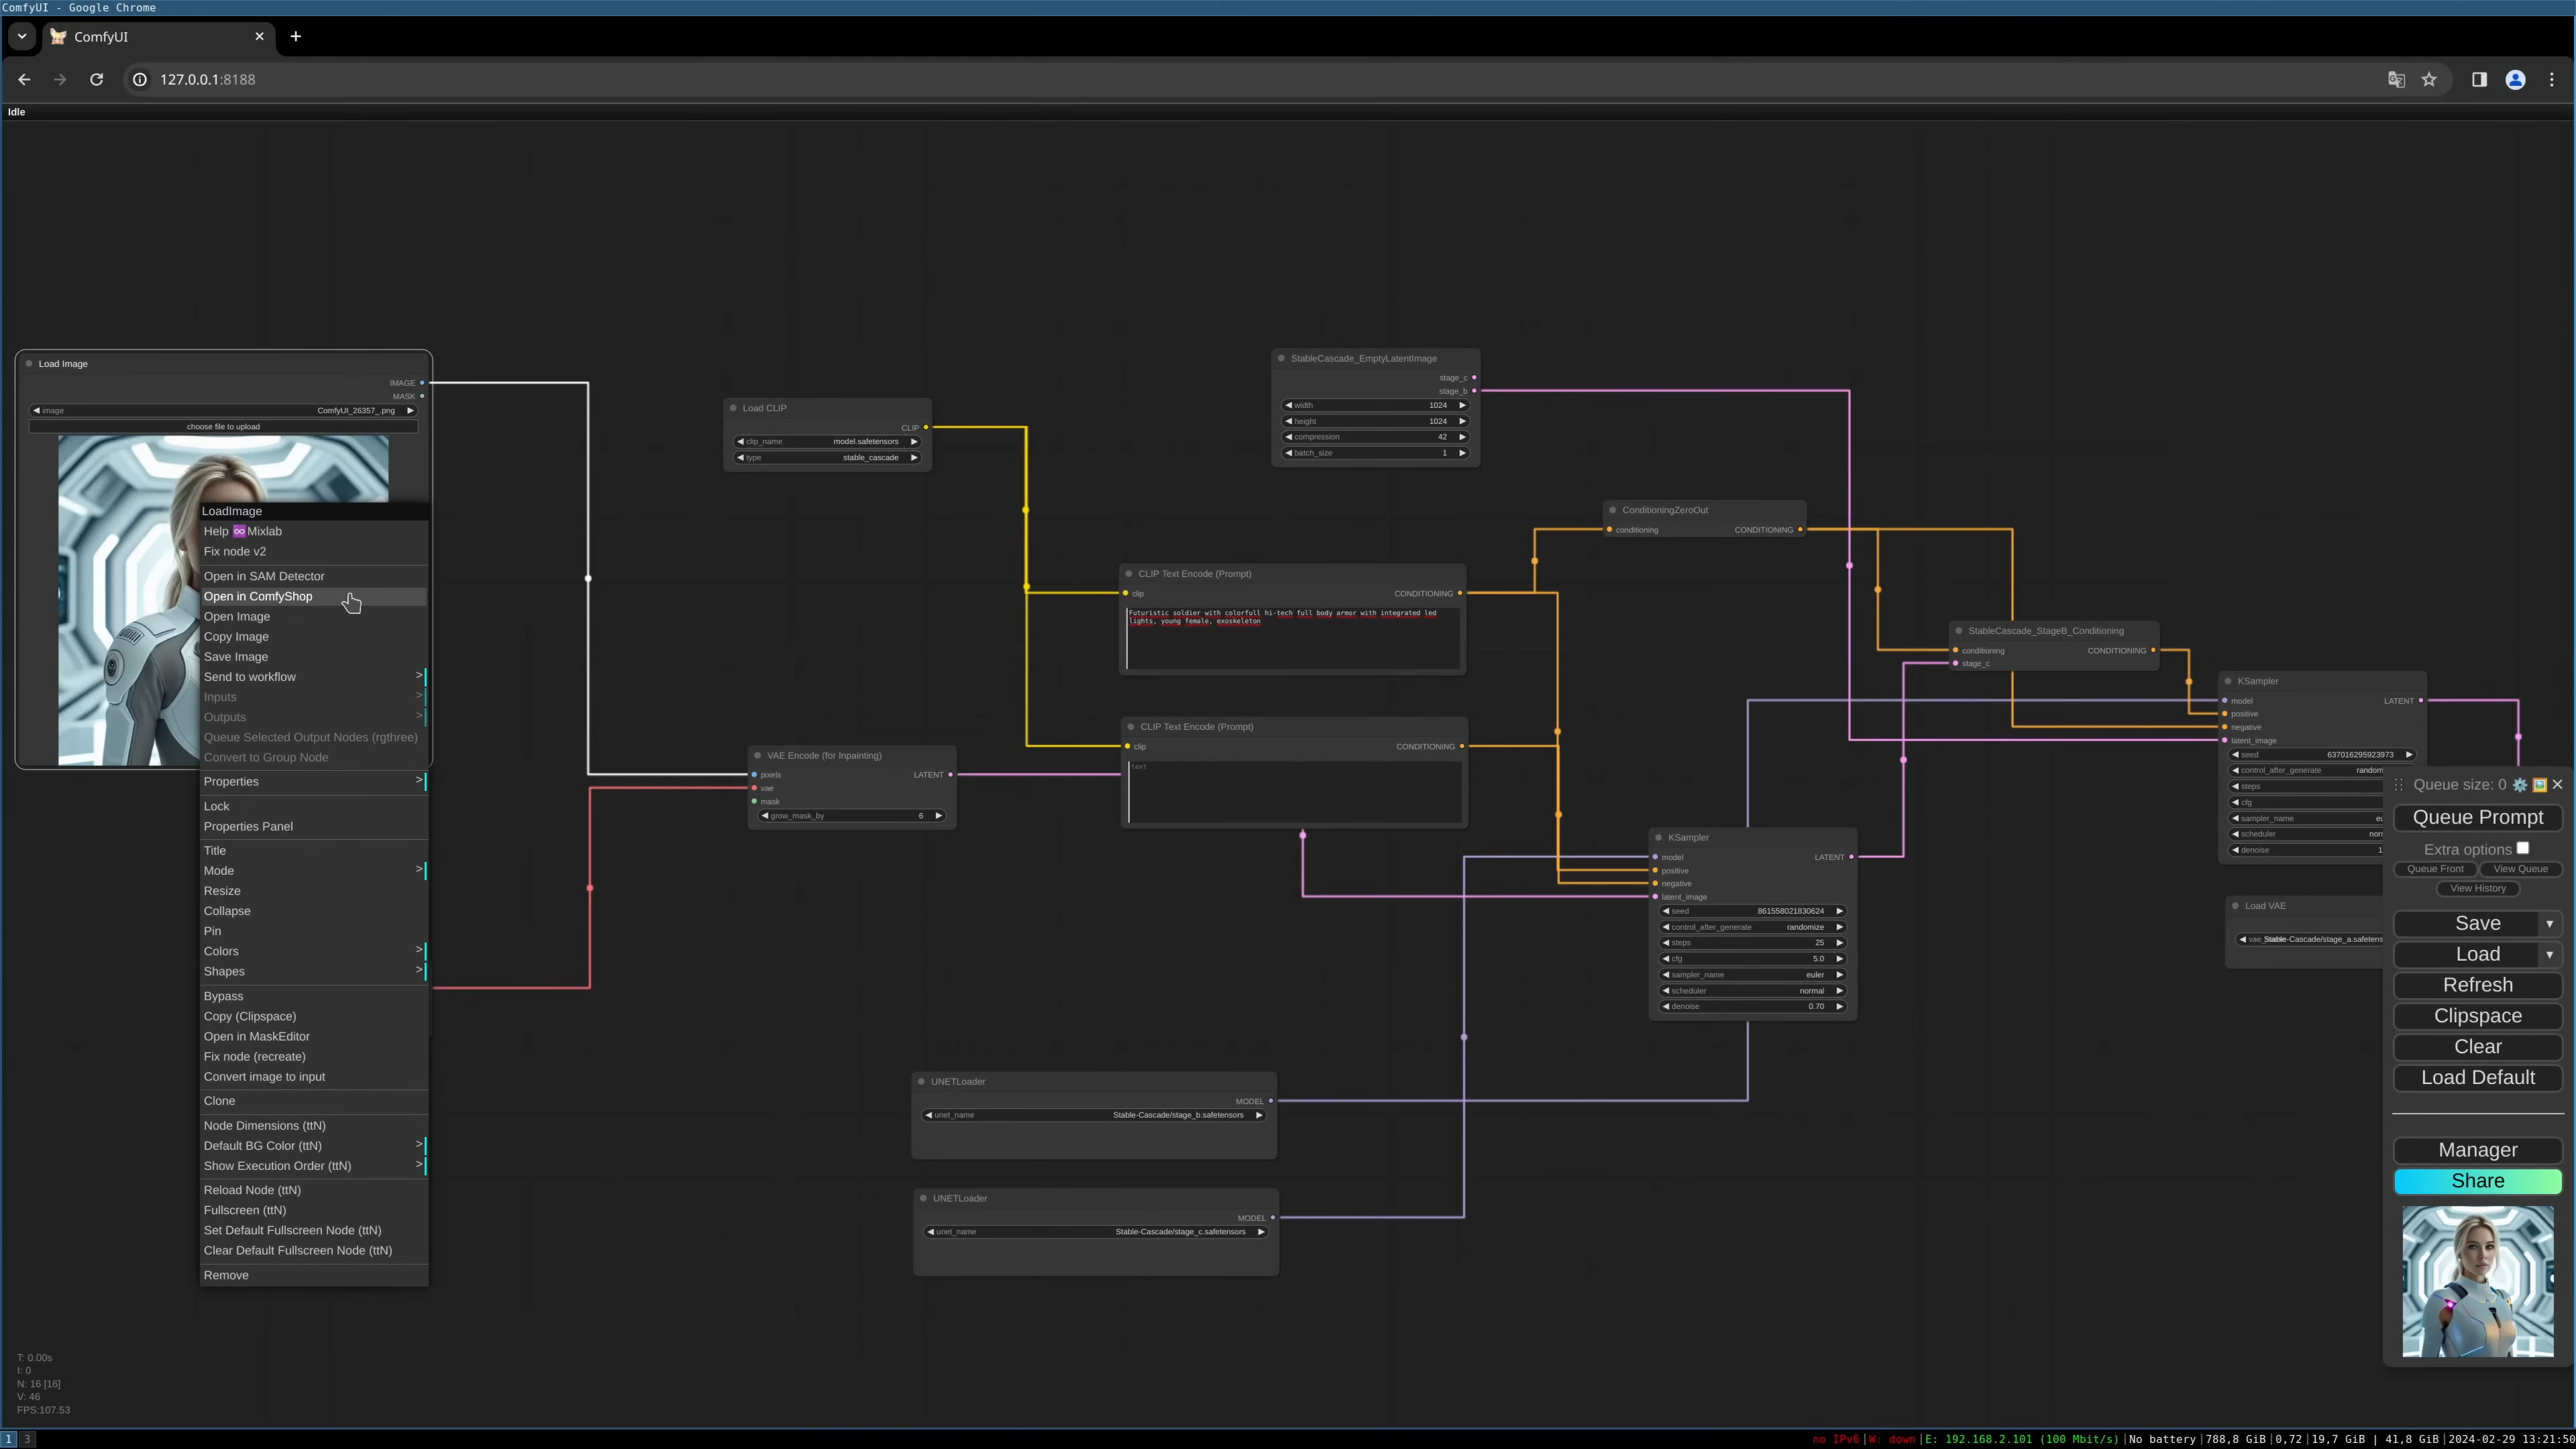 ComfyUI - Google Chrome
ComfyUI
127.0.0.1:8188
Idle
Load Image
IMAGE
MASK
image ComfyUI_26357_.png
choose file to upload
LoadImage
Help Mixlab
Fix node v2
Open in SAM Detector
Open in ComfyShop
Open Image
Copy Image
Save Image
Send to workflow >
Inputs >
Outputs >
Queue Selected Output Nodes (rgthree)
Convert to Group Node
Properties >
Lock
Properties Panel
Title
Mode >
Resize
Collapse
Pin
Colors >
Shapes >
Bypass
Copy (Clipspace)
Open in MaskEditor
Fix node (recreate)
Convert image to input
Clone
Node Dimensions (ttN)
Default BG Color (ttN) >
Show Execution Order (ttN) >
Reload Node (ttN)
Fullscreen (ttN)
Set Default Fullscreen Node (ttN)
Clear Default Fullscreen Node (ttN)
Remove
Load CLIP
CLIP
clip_name model.safetensors
type stable_cascade
VAE Encode (for Inpainting)
pixels LATENT
vae
mask
grow_mask_by 6
StableCascade_EmptyLatentImage
stage_c
stage_b
width 1024
height 1024
compression 42
batch_size 1
CLIP Text Encode (Prompt)
clip CONDITIONING
Futuristic soldier with colorfull hi-tech full body armor with integrated led
lights, young female, exoskeleton
CLIP Text Encode (Prompt)
clip CONDITIONING
text
UNETLoader
MODEL
unet_name Stable-Cascade/stage_b.safetensors
UNETLoader
MODEL
unet_name Stable-Cascade/stage_c.safetensors
ConditioningZeroOut
conditioning CONDITIONING
KSampler
model LATENT
positive
negative
latent_image
seed 861558021830624
control_after_generate randomize
steps 25
cfg 5.0
sampler_name euler
scheduler normal
denoise 0.70
StableCascade_StageB_Conditioning
conditioning CONDITIONING
stage_c
KSampler
model LATENT
positive
negative
latent_image
seed 637016295923973
control_after_generate random
steps
cfg
sampler_name eu
scheduler nor
denoise 1
Load VAE
Stable-Cascade/stage_a.safetens
Queue size: 0
Queue Prompt
Extra options
Queue Front View Queue
View History
Save
Load
Refresh
Clipspace
Clear
Load Default
Manager
Share
T: 0.00s
I: 0
N: 16 [16]
V: 46
FPS:107.53
1 3
no IPv6|W: down|E: 192.168.2.101 (100 Mbit/s)|No battery|788,8 GiB|0,72|19,7 GiB | 41,8 GiB|2024-02-29 13:21:50